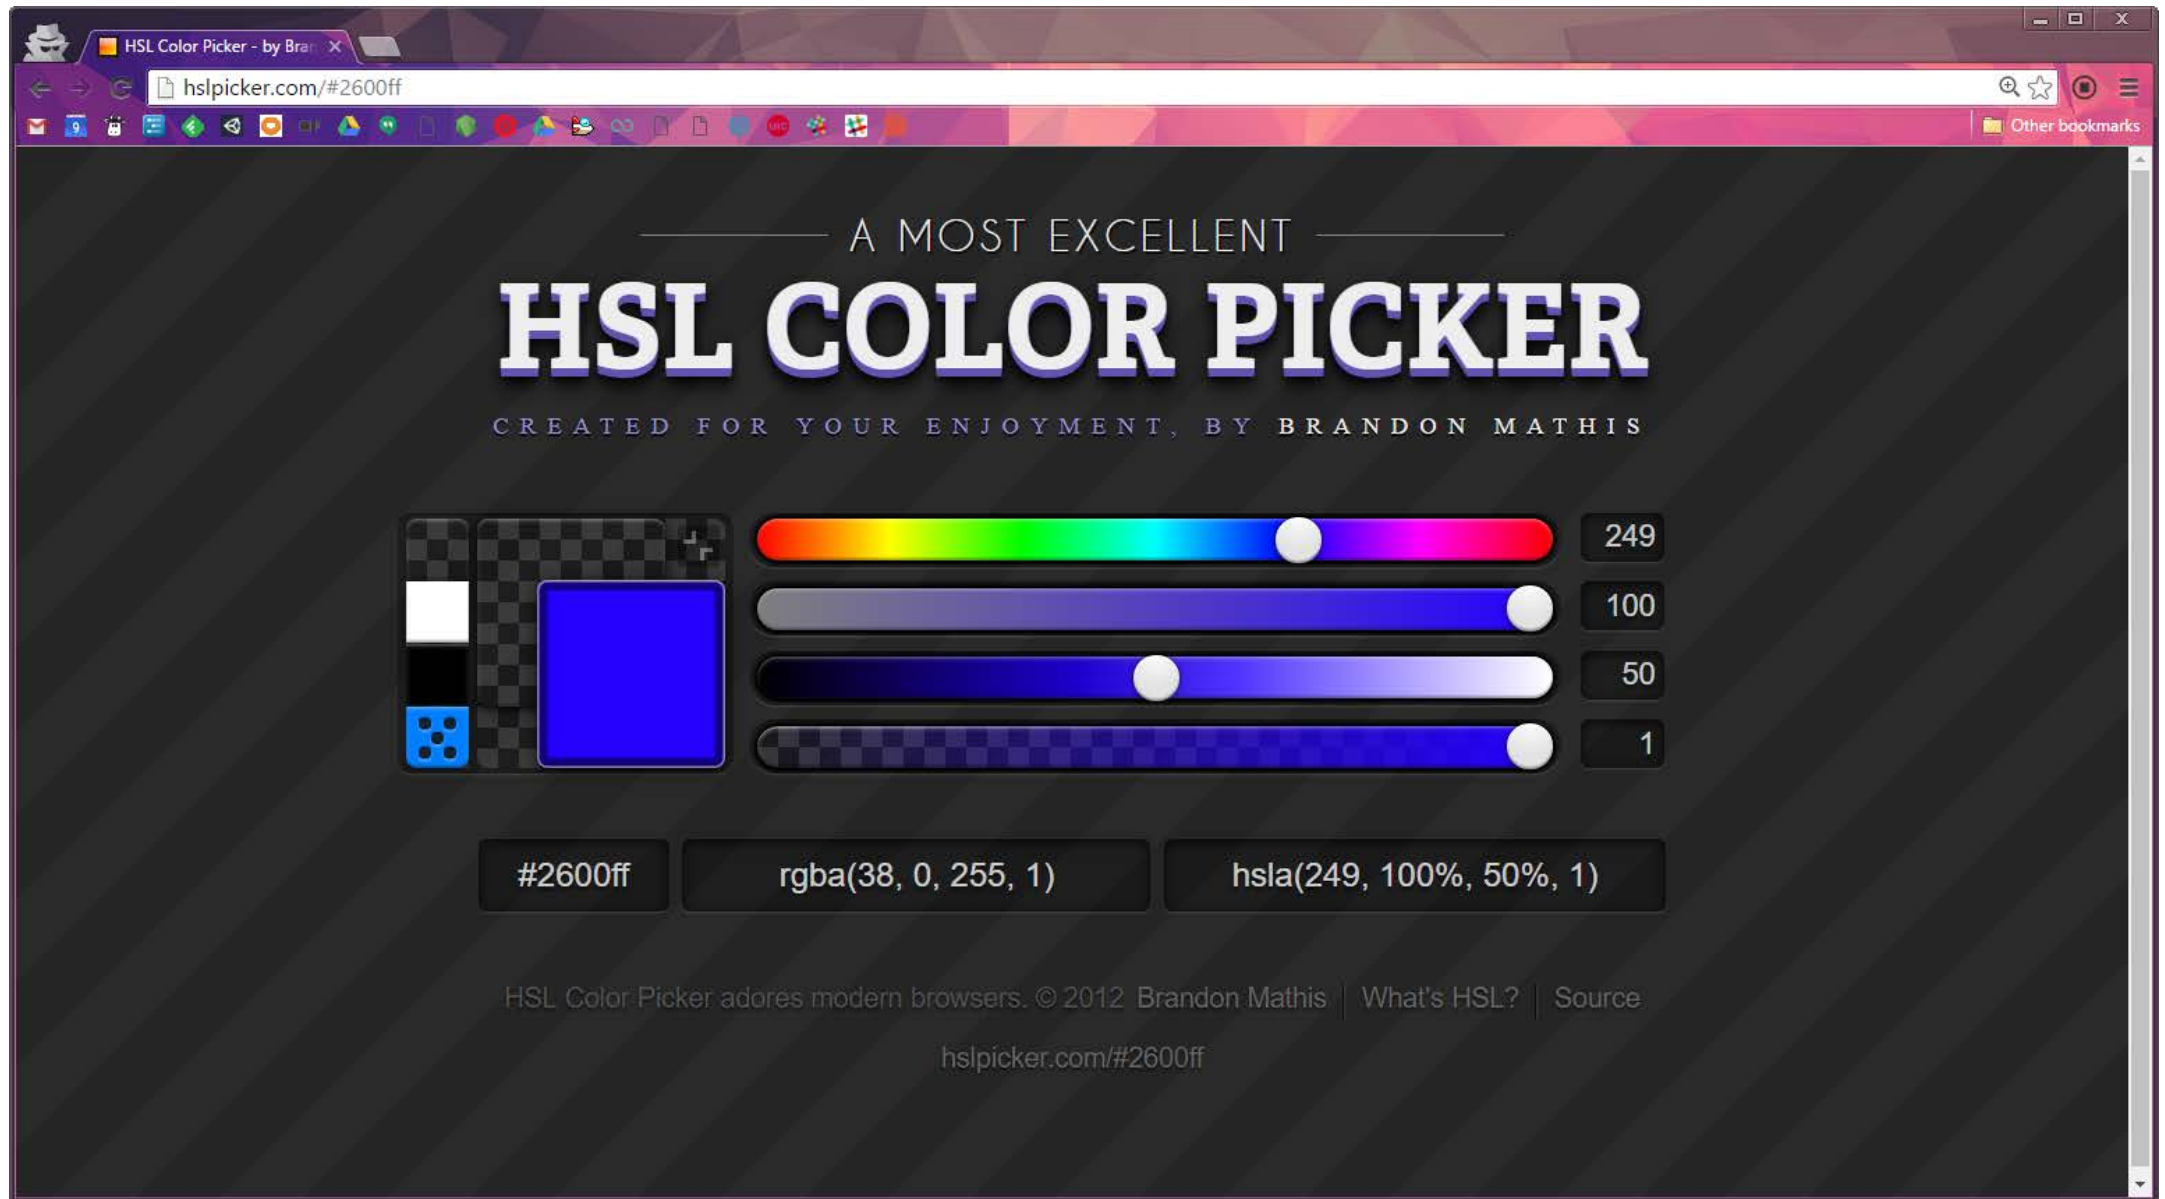 HSL Color Picker - by Bran
hslpicker.com/#2600ff
9
UIC
Other bookmarks
A MOST EXCELLENT
HSL COLOR PICKER
CREATED FOR YOUR ENJOYMENT, BY BRANDON MATHIS
249
100
50
1
#2600ff
rgba(38, 0, 255, 1)
hsla(249, 100%, 50%, 1)
HSL Color Picker adores modern browsers. © 2012 Brandon Mathis
What's HSL?
Source
hslpicker.com/#2600ff